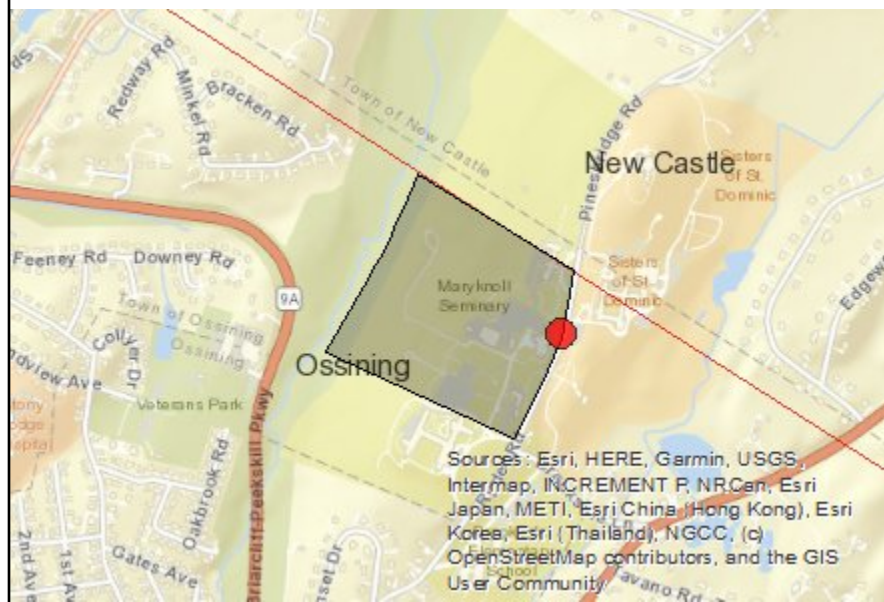 Redway Rd
Minkel Rd
Bracken Rd
Town of New Castle
Pinesbridge Rd
New Castle
Sisters
of St.
Dominic
Feeney Rd
Downey Rd
9A
Maryknoll
Seminary
Sisters
of St.
Dominic
Town of Ossining
Ossining
Collyer Dr
Ossining
Veterans Park
Briarcliff Peekskill Pkwy
Oakbrook Rd
2nd Ave
1st Ave
Gates Ave
Sources: Esri, HERE, Garmin, USGS,
Intermap, INCREMENT P, NRCan, Esri
Japan, METI, Esri China (Hong Kong), Esri
Korea, Esri (Thailand), NGCC, (c)
OpenStreetMap contributors, and the GIS
User Community
School
Tavano Rd